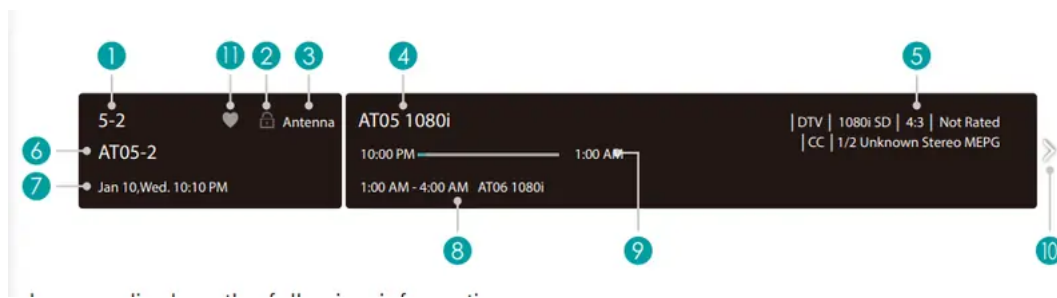 1
11
2
3
4
5
5-2
Antenna
AT05 1080i
| DTV | 1080i SD | 4:3 | Not Rated
6
AT05-2
10:00 PM
1:00 AM
| CC | 1/2 Unknown Stereo MEPG
7
Jan 10,Wed. 10:10 PM
1:00 AM - 4:00 AM AT06 1080i
8
9
10